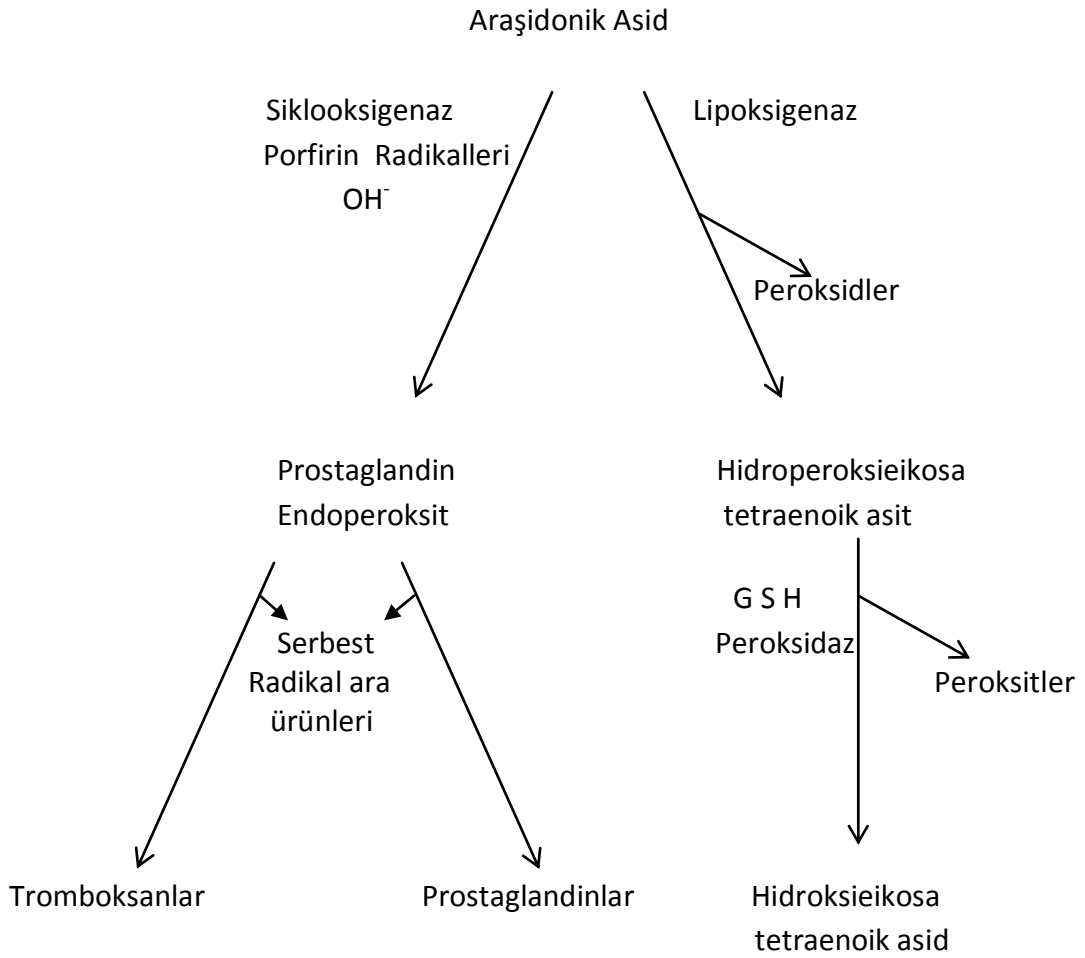 Araşidonik Asid
Siklooksigenaz
Porfirin Radikalleri
OH⁻
Lipoksigenaz
Peroksidler
Prostaglandin
Endoperoksit
Hidroperoksieikosa
tetraenoik asit
G S H
Peroksidaz
Serbest
Radikal ara
ürünleri
Peroksitler
Tromboksanlar
Prostaglandinlar
Hidroksieikosa
tetraenoik asid